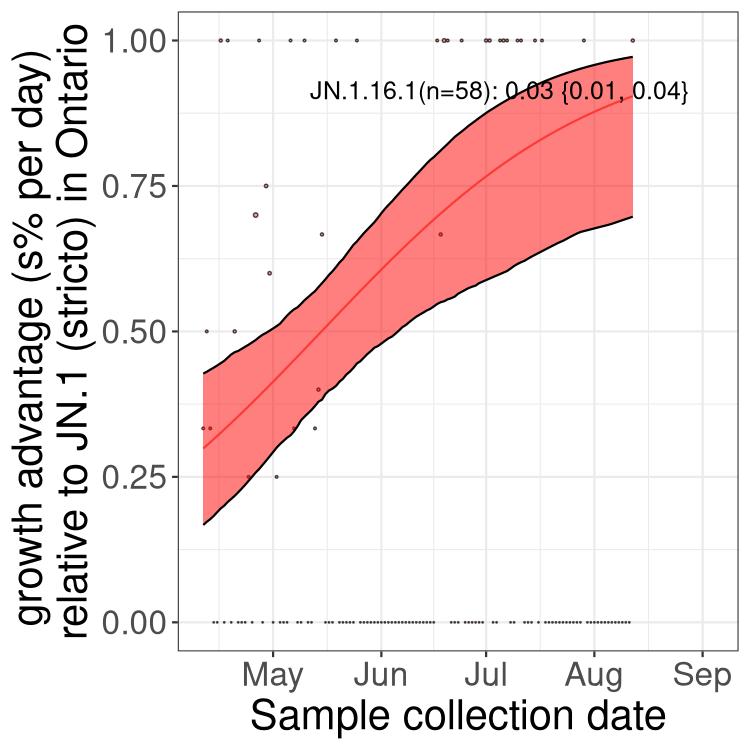 growth advantage (s% per day)
relative to JN.1 (stricto) in Ontario
1.00
0.75
0.50
0.25
0.00
JN.1.16.1(n=58): 0.03 {0.01, 0.04}
May Jun Jul Aug Sep
Sample collection date